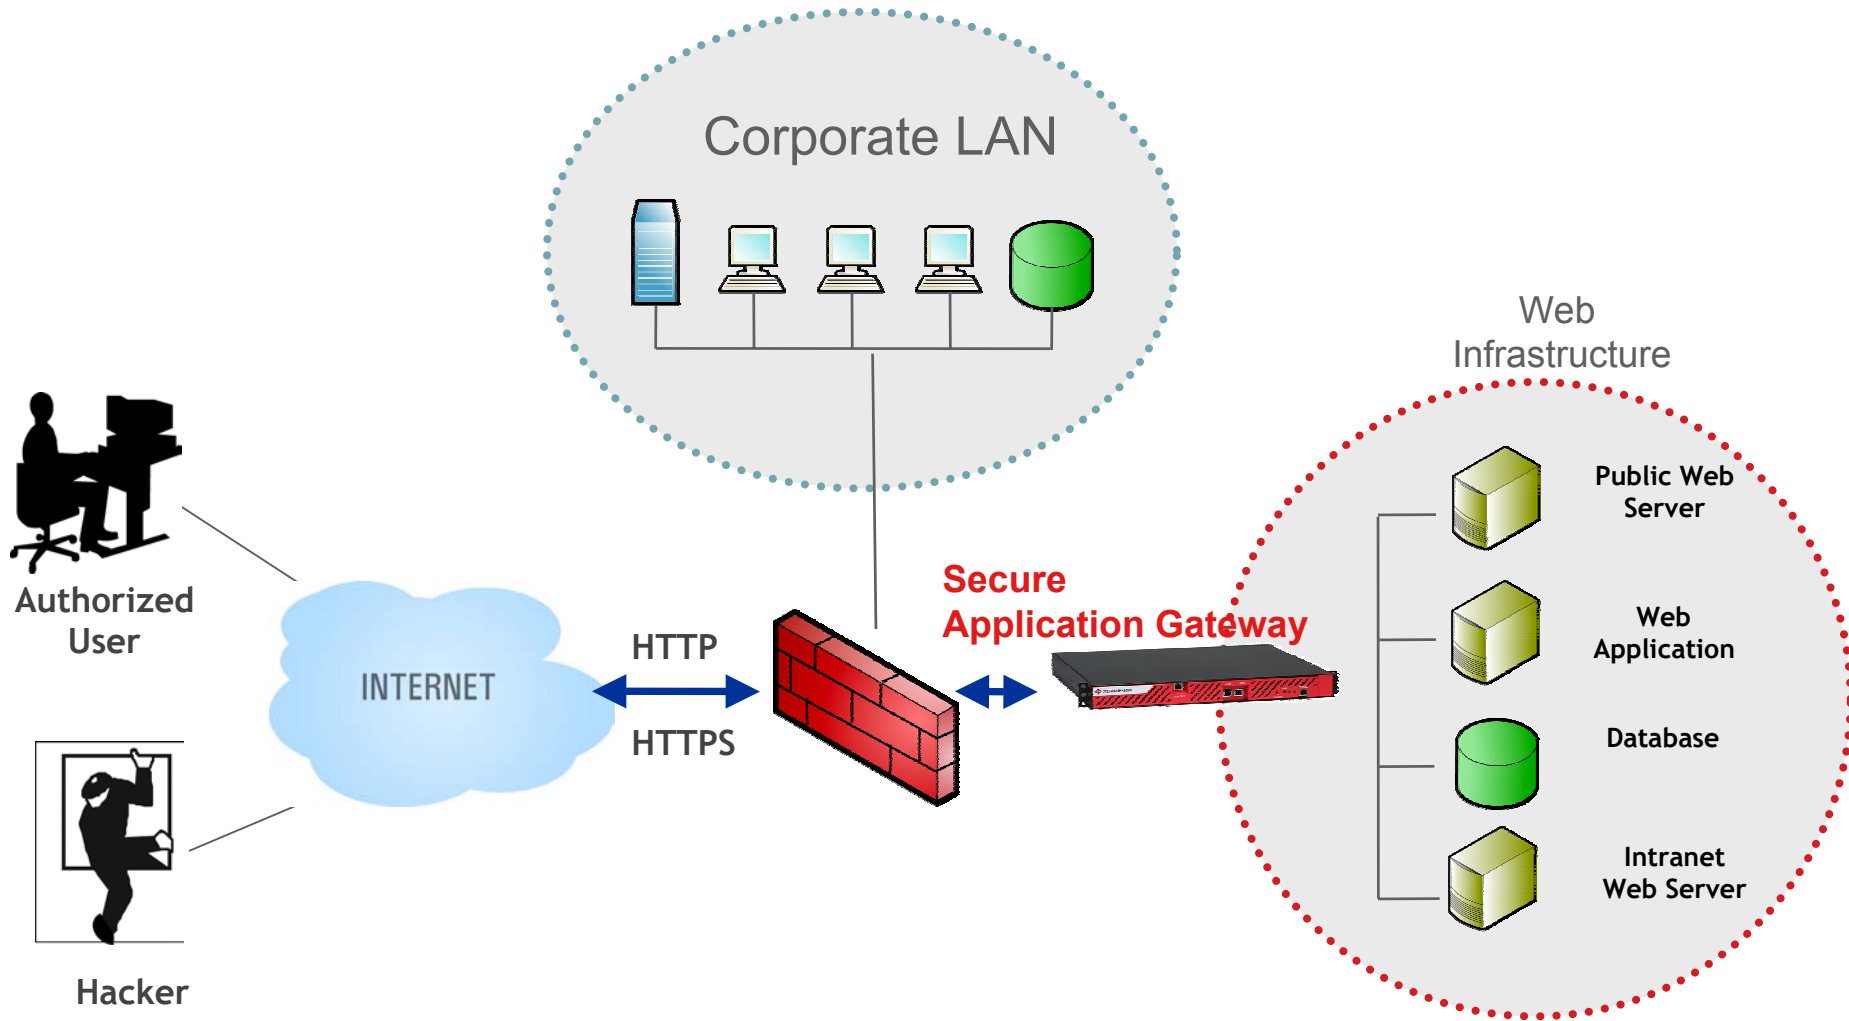 Corporate LAN
Web
Infrastructure
Public Web
Server
Authorized
User
Secure
Application Gateway
HTTP
Web
Application
INTERNET
HTTPS
Database
Intranet
Web Server
Hacker